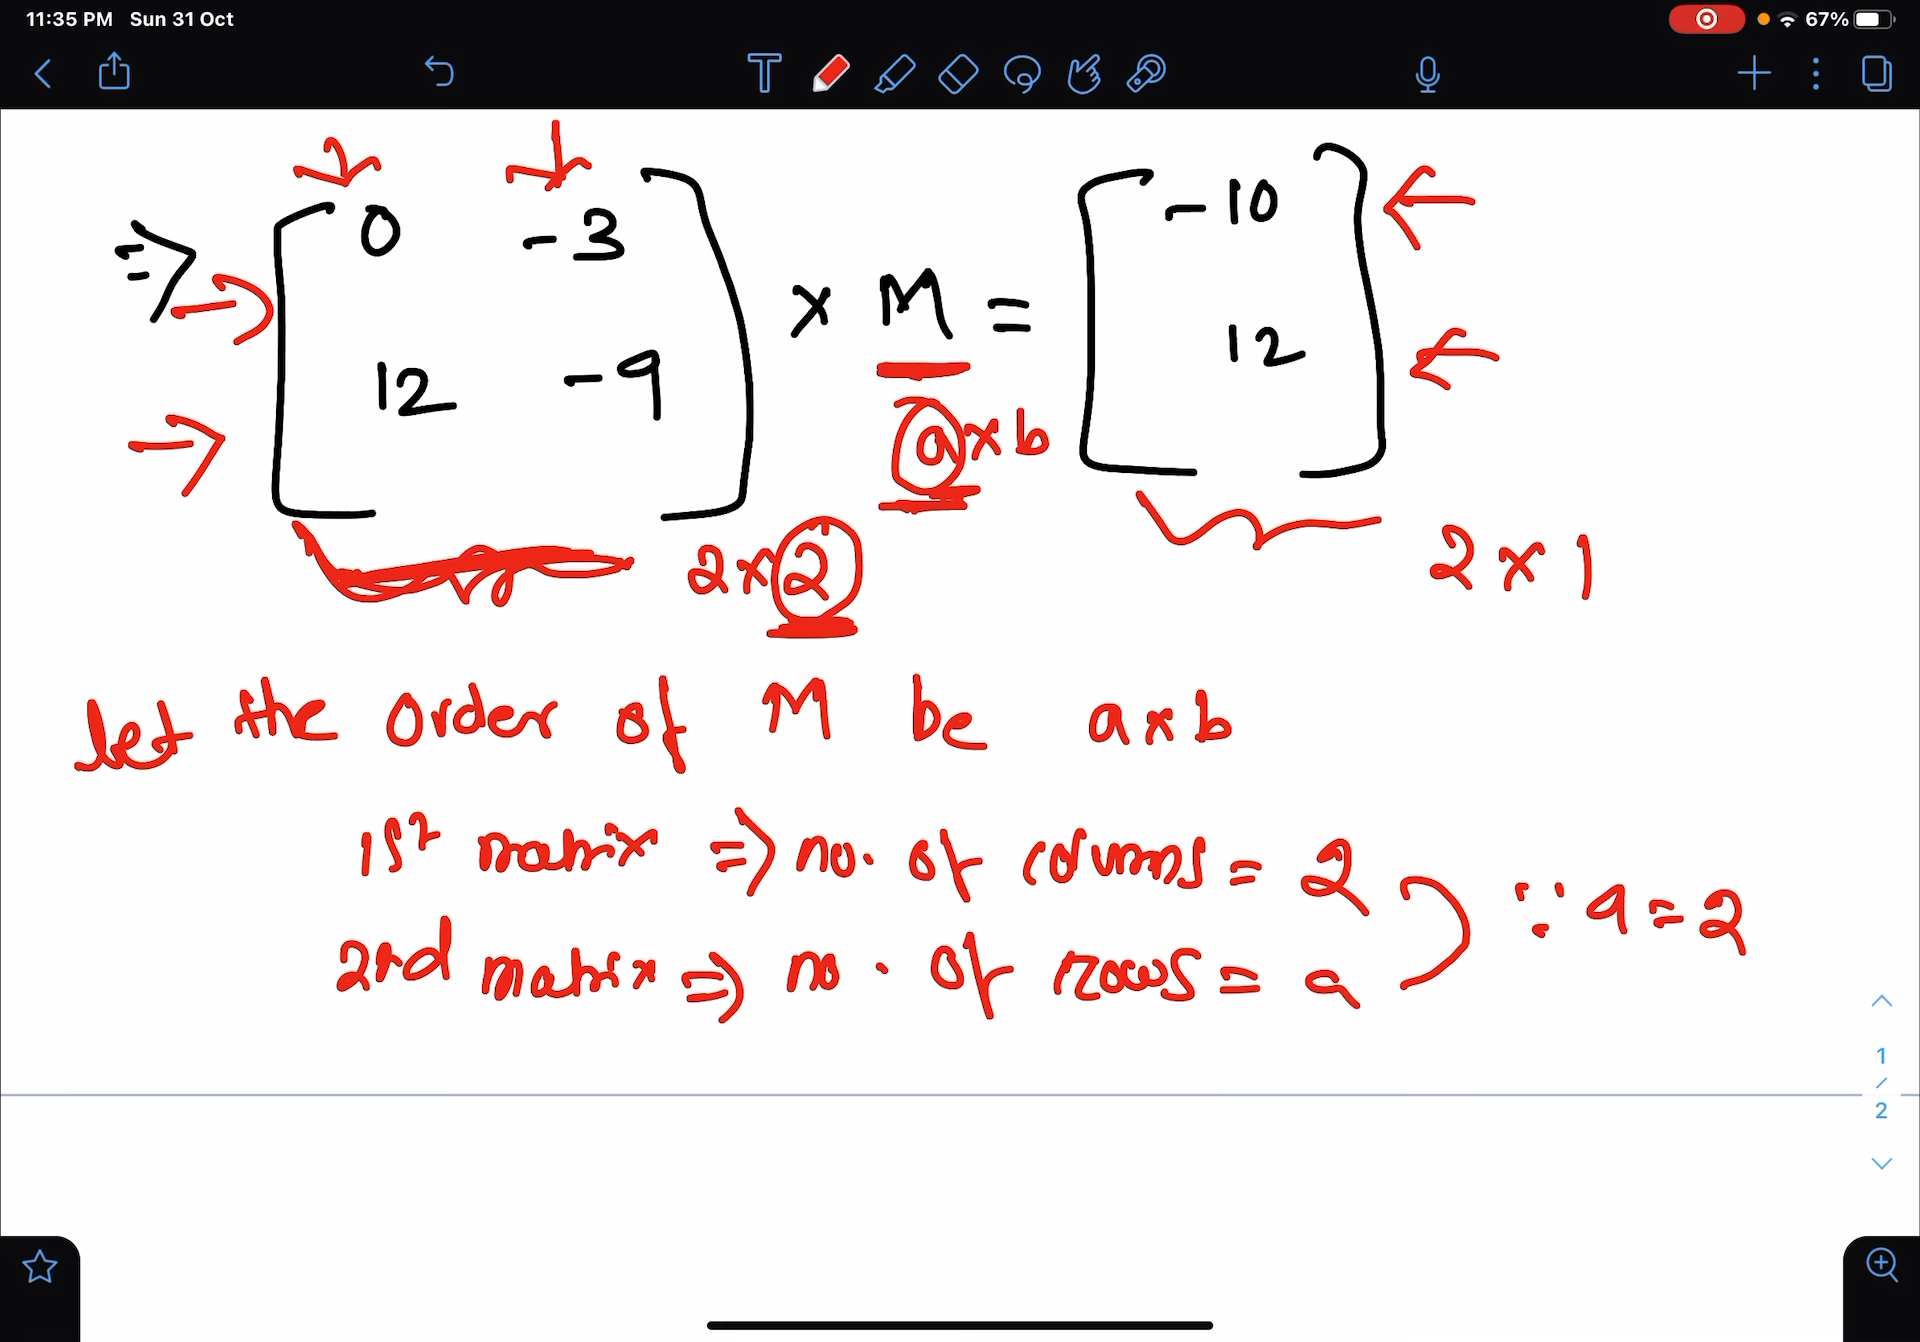 11:35 PM Sun 31 Oct 67%
T
⇒ [ 0 -3 ] × M = [ -10 ]
[ 12 -9 ] [ 12 ]
a×b
2×2 2×1
let the order of M be a×b
1st matrix ⇒ no. of colums = 2
∵ a=2
2nd matrix ⇒ no. of rows = a
1
/
2